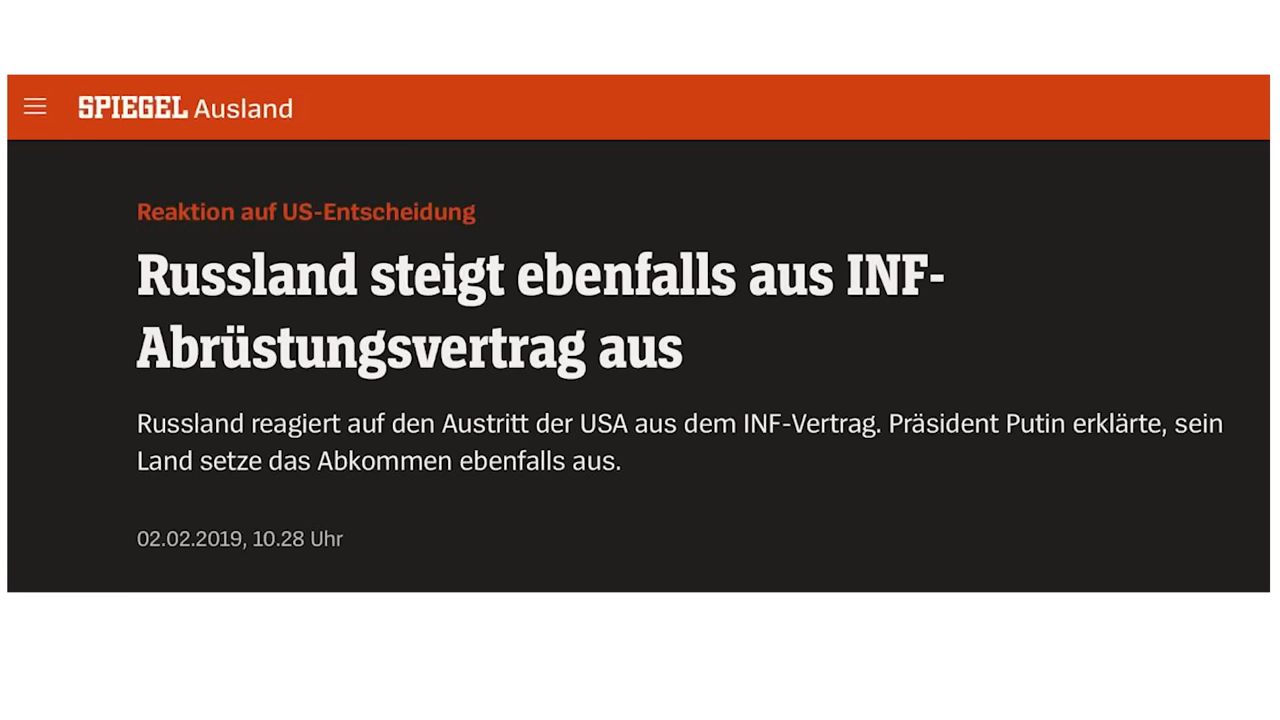 SPIEGEL Ausland
Reaktion auf US-Entscheidung
Russland steigt ebenfalls aus INF-
Abrüstungsvertrag aus
Russland reagiert auf den Austritt der USA aus dem INF-Vertrag. Präsident Putin erklärte, sein
Land setze das Abkommen ebenfalls aus.
02.02.2019, 10.28 Uhr